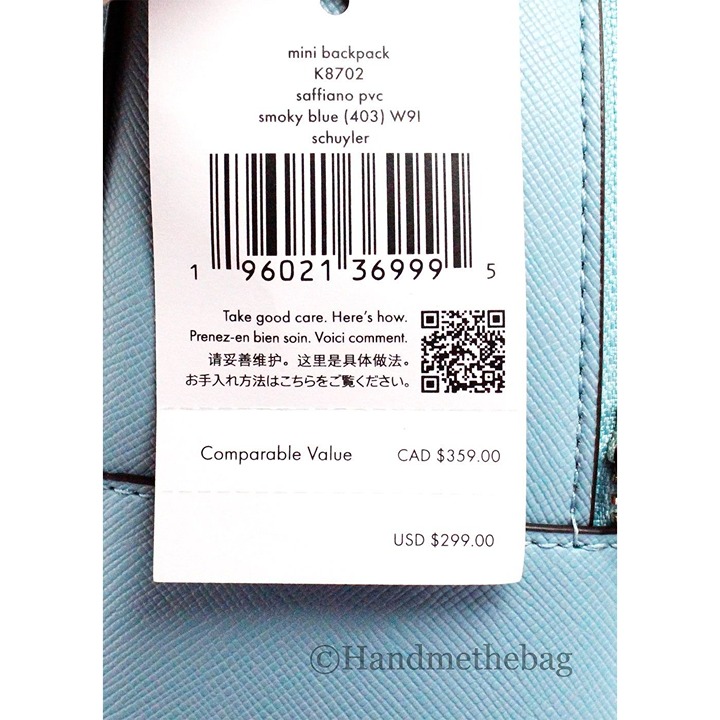 mini backpack
K8702
saffiano pvc
smoky blue (403) W9I
schuyler
1 96021 36999 5
Take good care. Here's how.
Prenez-en bien soin. Voici comment.
请妥善维护。这里是具体做法。
お手入れ方法はこちらをご覧ください。
Comparable Value CAD $359.00
USD $299.00
©Handmethebag